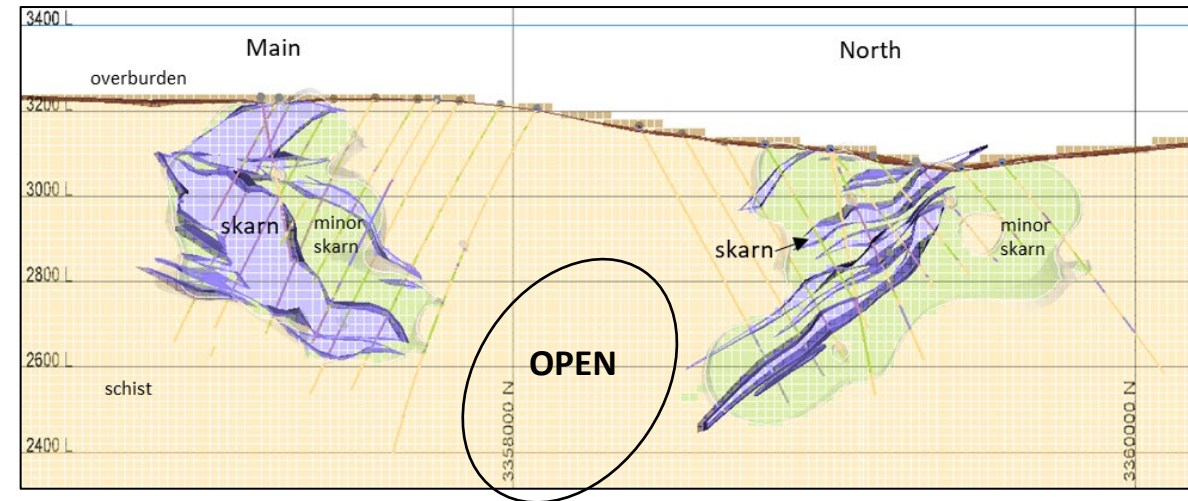 3400 L
Main
North
overburden
3200 L
3000 L
skarn
minor
skarn
skarn
minor
skarn
2800 L
2600 L
OPEN
schist
2400 L
3358000 N
3360000 N